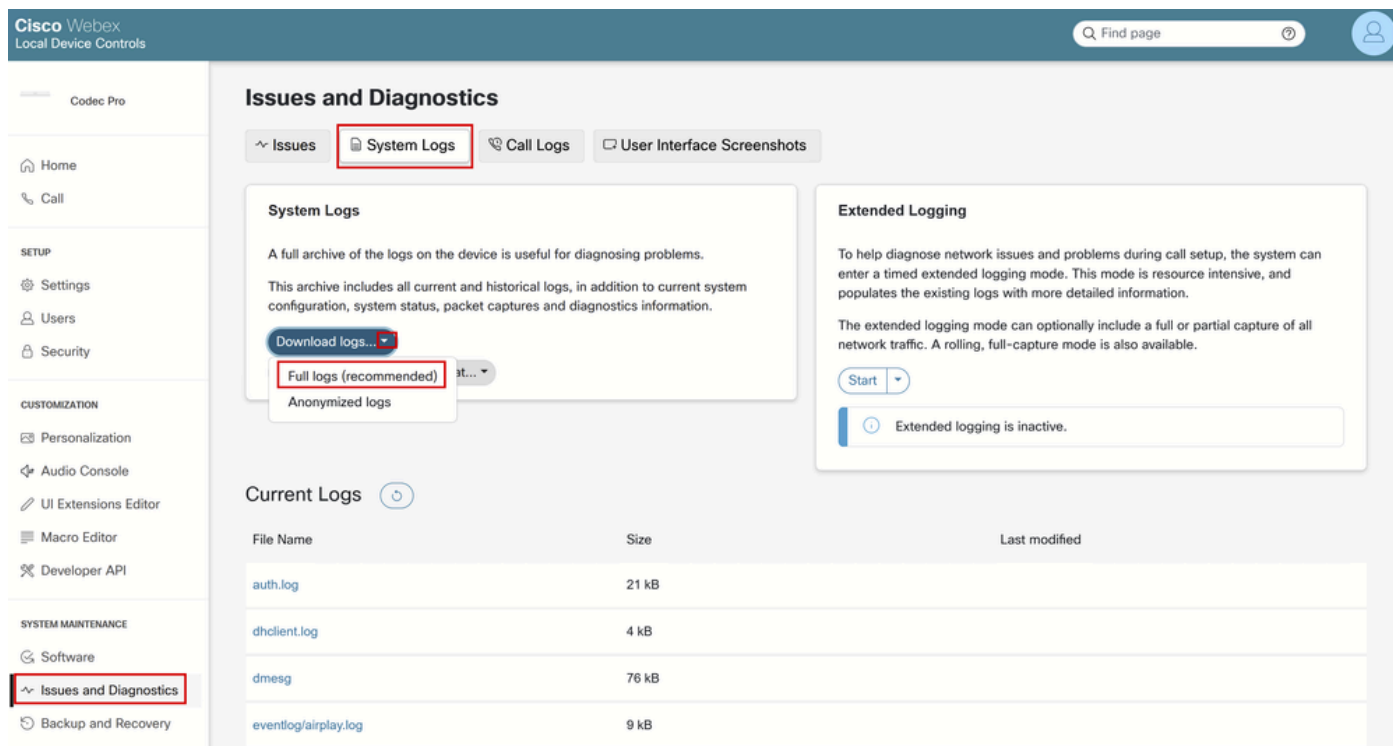 Cisco Webex
Local Device Controls
Find page
Codec Pro
Home
Call
SETUP
Settings
Users
Security
CUSTOMIZATION
Personalization
Audio Console
UI Extensions Editor
Macro Editor
Developer API
SYSTEM MAINTENANCE
Software
Issues and Diagnostics
Backup and Recovery
Issues and Diagnostics
Issues
System Logs
Call Logs
User Interface Screenshots
System Logs
A full archive of the logs on the device is useful for diagnosing problems.
This archive includes all current and historical logs, in addition to current system
configuration, system status, packet captures and diagnostics information.
Download logs...
Full logs (recommended)
at...
Anonymized logs
Extended Logging
To help diagnose network issues and problems during call setup, the system can
enter a timed extended logging mode. This mode is resource intensive, and
populates the existing logs with more detailed information.
The extended logging mode can optionally include a full or partial capture of all
network traffic. A rolling, full-capture mode is also available.
Start
Extended logging is inactive.
Current Logs
File Name Size Last modified
auth.log 21 kB
dhclient.log 4 kB
dmesg 76 kB
eventlog/airplay.log 9 kB